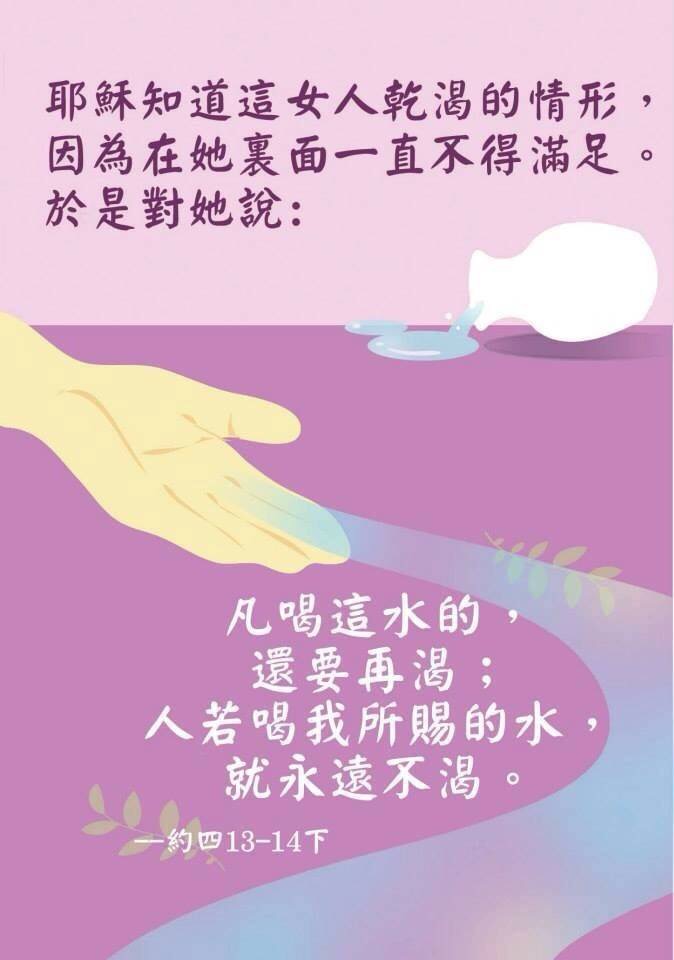 耶穌知道這女人乾渴的情形，
因為在她裏面一直不得滿足。
於是對她說:
凡喝這水的，
還要再渴；
人若喝我所賜的水，
就永遠不渴。
—約四13-14下